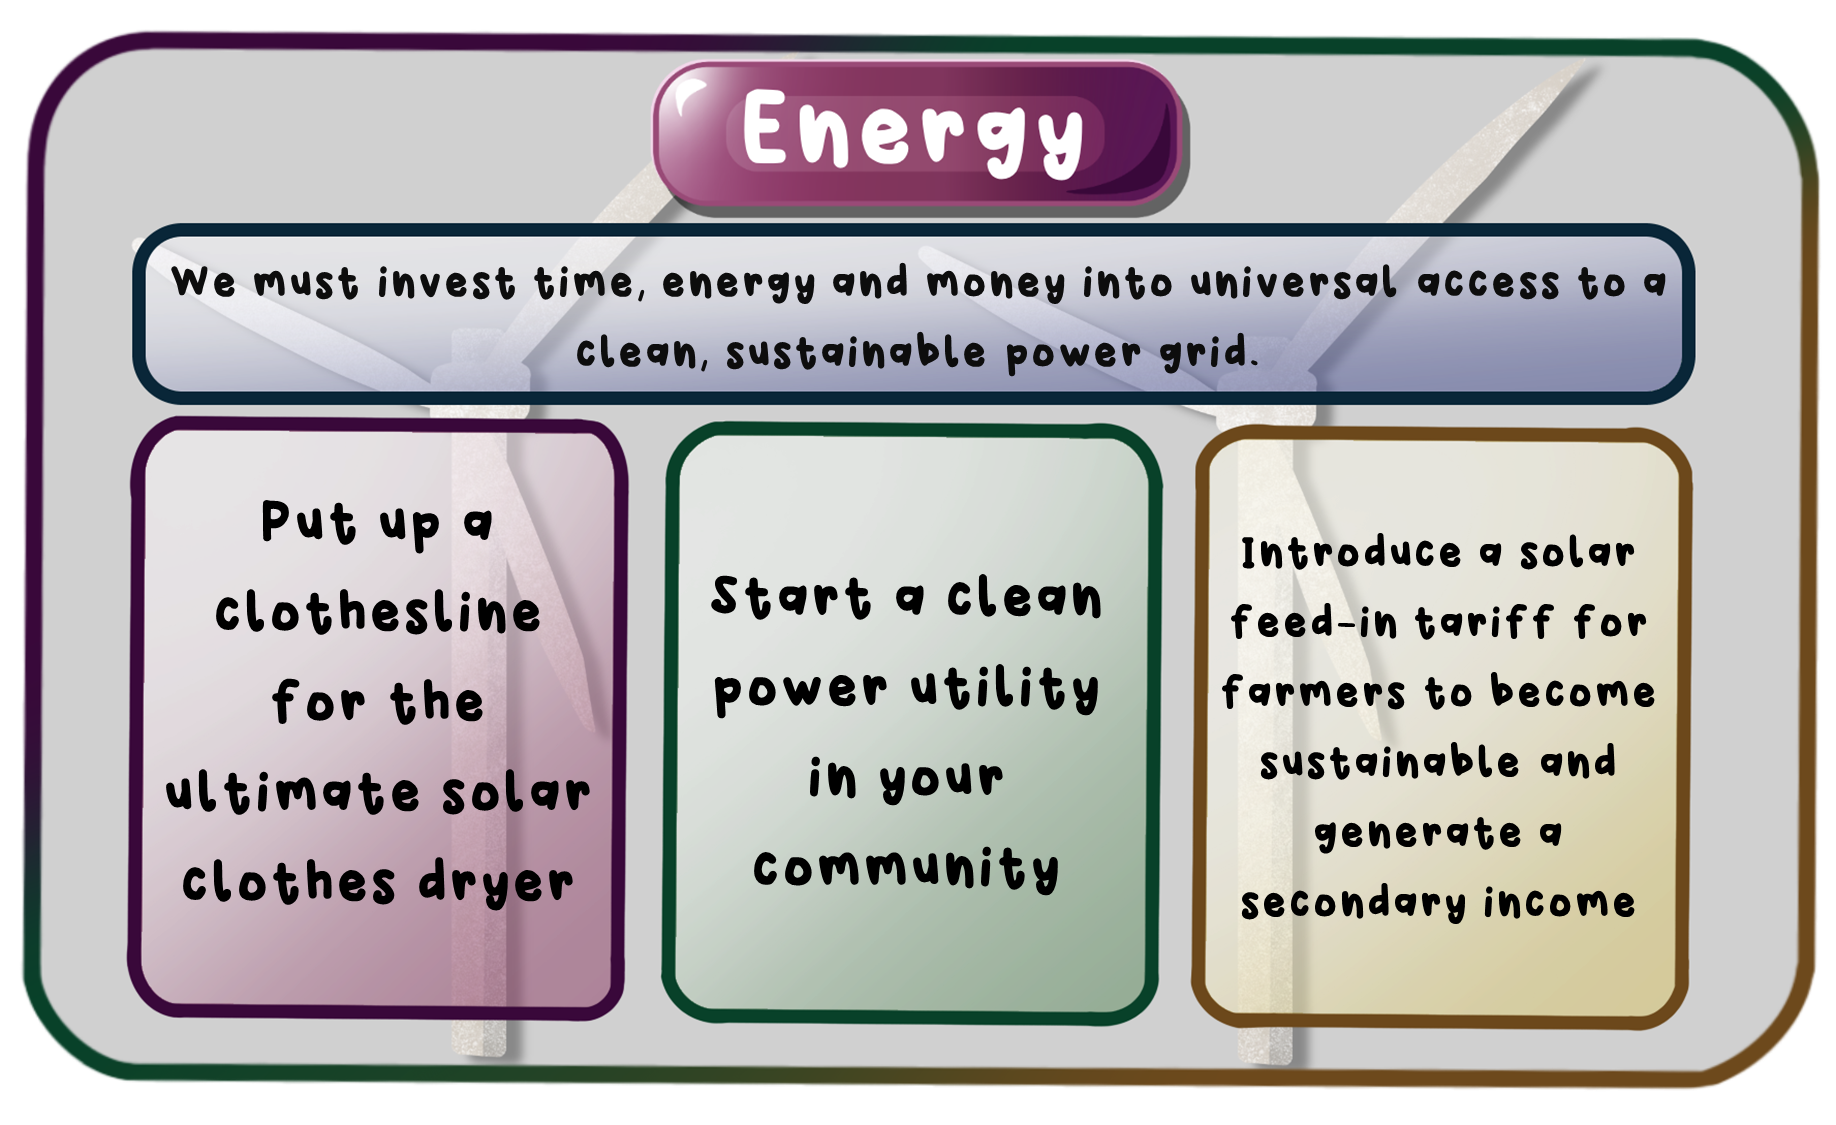 Energy
We must invest time, energy and money into universal access to a
clean, sustainable power grid.
Put up a
clothesline
for the
ultimate solar
clothes dryer
Start a clean
power utility
in your
community
Introduce a solar
feed-in tariff for
farmers to become
sustainable and
generate a
secondary income